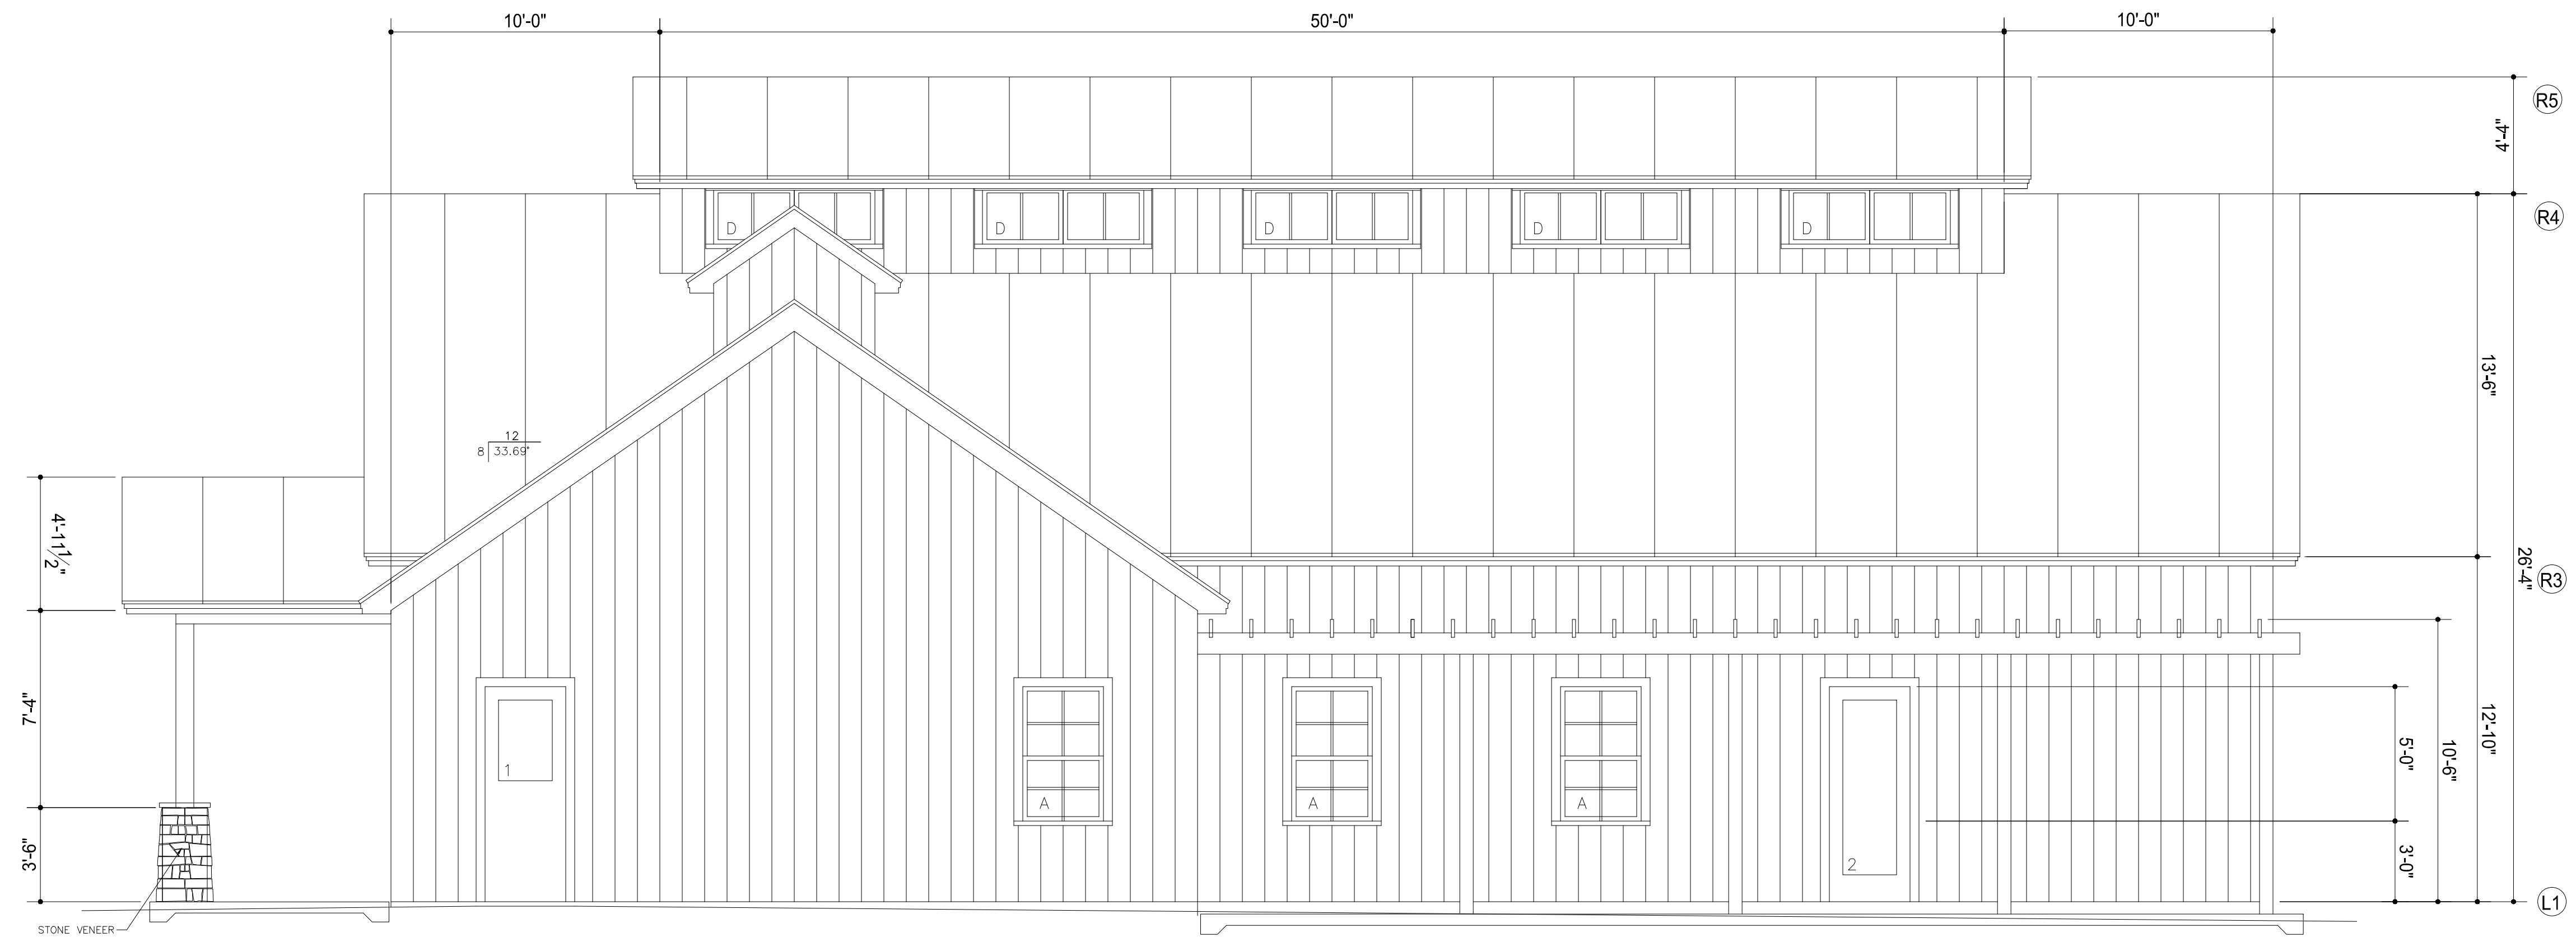 10'-0"
50'-0"
10'-0"
R5
4'-4"
R4
D
D
D
D
D
13'-6"
12
8
33.69°
4'-11 1/2"
26'-4"
R3
7'-4"
12'-10"
5'-0"
10'-6"
1
A
A
A
2
3'-6"
3'-0"
L1
STONE VENEER